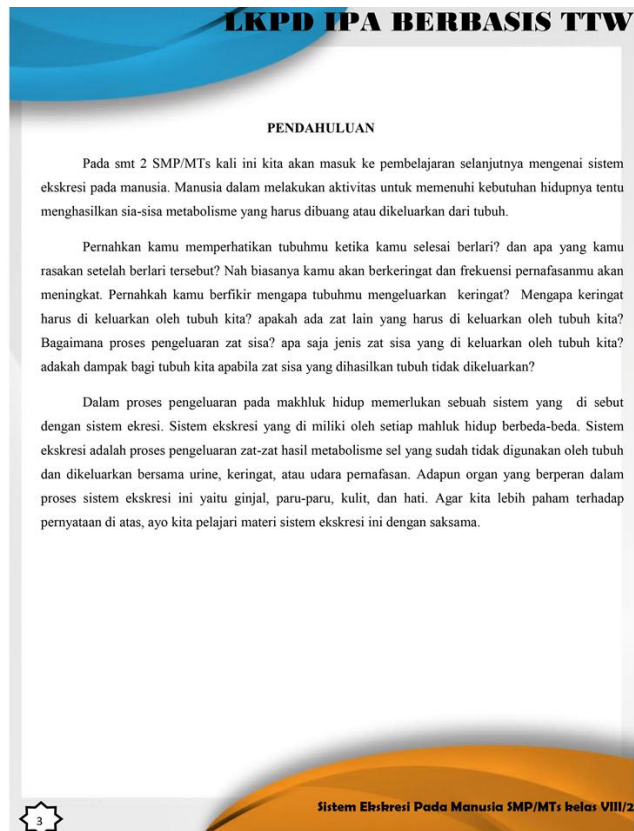 LKPD IPA BERBASIS TTW
PENDAHULUAN
Pada smt 2 SMP/MTs kali ini kita akan masuk ke pembelajaran selanjutnya mengenai sistem
ekskresi pada manusia. Manusia dalam melakukan aktivitas untuk memenuhi kebutuhan hidupnya tentu
menghasilkan sia-sisa metabolisme yang harus dibuang atau dikeluarkan dari tubuh.
Pernahkan kamu memperhatikan tubuhmu ketika kamu selesai berlari? dan apa yang kamu
rasakan setelah berlari tersebut? Nah biasanya kamu akan berkeringat dan frekuensi pernafasanmu akan
meningkat. Pernahkah kamu berfikir mengapa tubuhmu mengeluarkan keringat? Mengapa keringat
harus di keluarkan oleh tubuh kita? apakah ada zat lain yang harus di keluarkan oleh tubuh kita?
Bagaimana proses pengeluaran zat sisa? apa saja jenis zat sisa yang di keluarkan oleh tubuh kita?
adakah dampak bagi tubuh kita apabila zat sisa yang dihasilkan tubuh tidak dikeluarkan?
Dalam proses pengeluaran pada makhluk hidup memerlukan sebuah sistem yang di sebut
dengan sistem ekresi. Sistem ekskresi yang di miliki oleh setiap mahluk hidup berbeda-beda. Sistem
ekskresi adalah proses pengeluaran zat-zat hasil metabolisme sel yang sudah tidak digunakan oleh tubuh
dan dikeluarkan bersama urine, keringat, atau udara pernafasan. Adapun organ yang berperan dalam
proses sistem ekskresi ini yaitu ginjal, paru-paru, kulit, dan hati. Agar kita lebih paham terhadap
pernyataan di atas, ayo kita pelajari materi sistem ekskresi ini dengan saksama.
Sistem Ekskresi Pada Manusia SMP/MTs kelas VIII/2
3